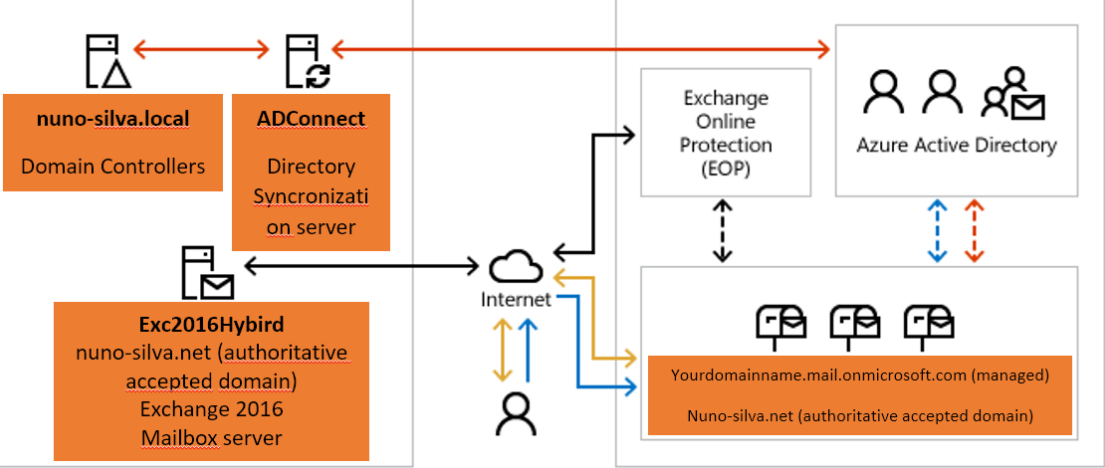 nuno-silva.local
Domain Controllers
ADConnect
Directory
Syncronizati
on server
Exchange
Online
Protection
(EOP)
Azure Active Directory
Internet
Exc2016Hybird
nuno-silva.net (authoritative
accepted domain)
Exchange 2016
Mailbox server
Yourdomainname.mail.onmicrosoft.com (managed)
Nuno-silva.net (authoritative accepted domain)